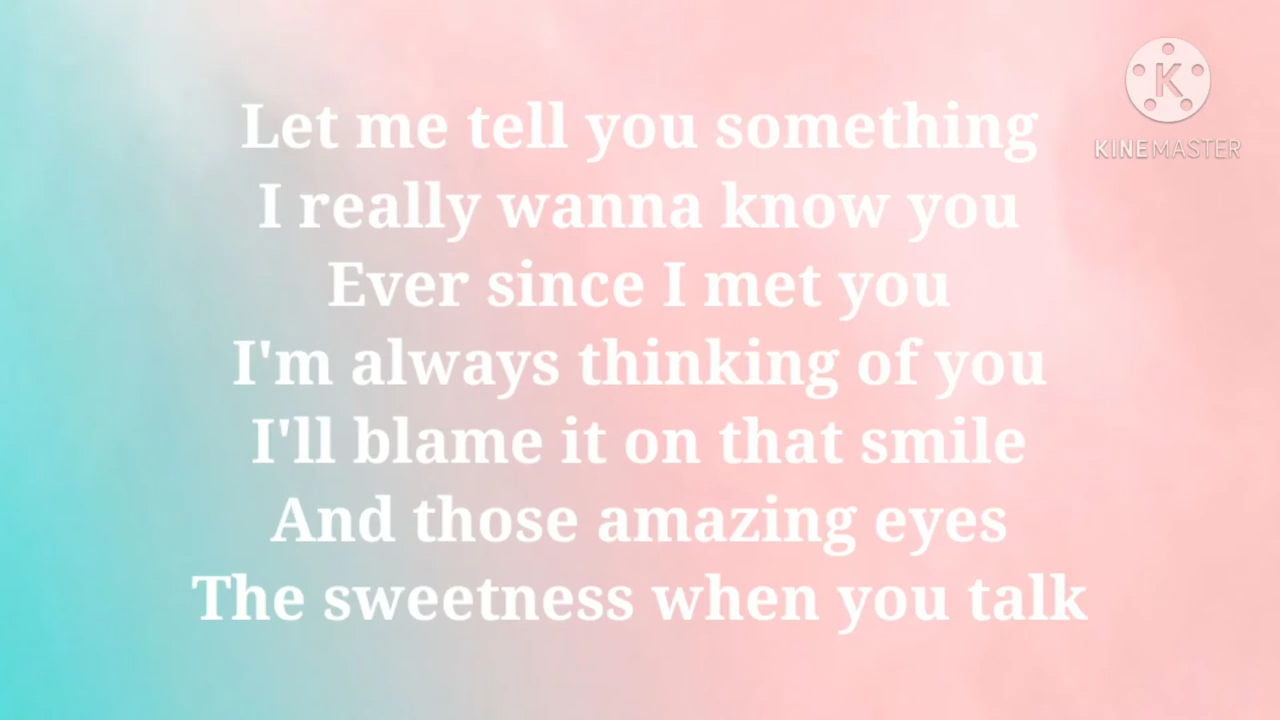 Let me tell you something
I really wanna know you
Ever since I met you
I'm always thinking of you
I'll blame it on that smile
And those amazing eyes
The sweetness when you talk
K
KINEMASTER